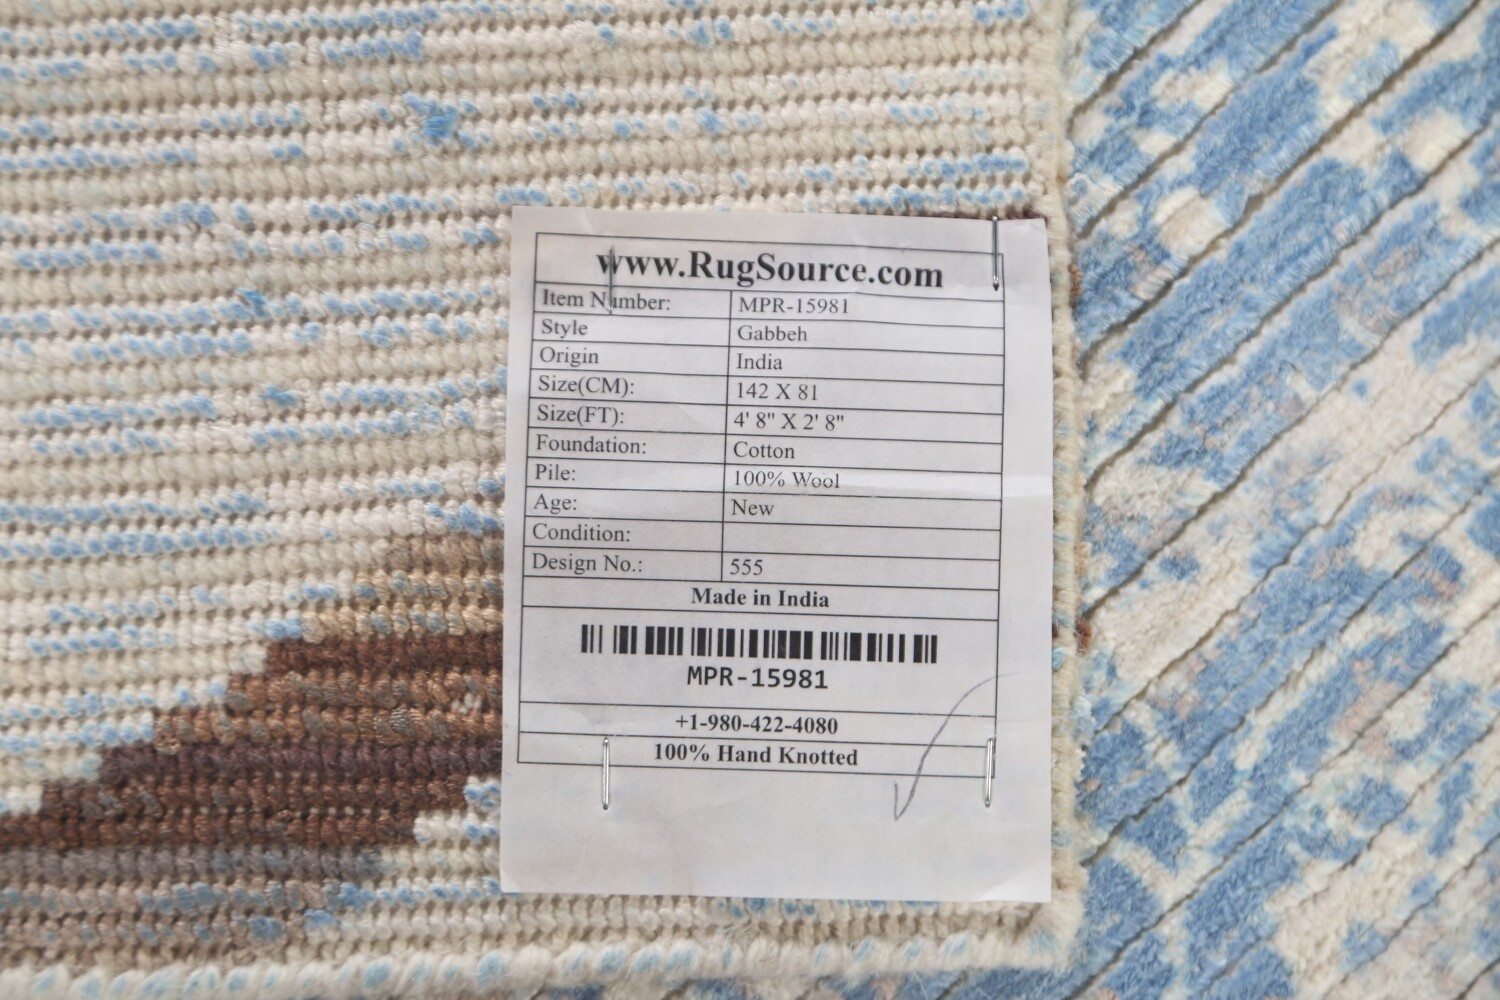 www.RugSource.com
Item Number: MPR-15981
Style Gabbeh
Origin India
Size(CM): 142 X 81
Size(FT): 4' 8" X 2' 8"
Foundation: Cotton
Pile: 100% Wool
Age: New
Condition:
Design No.: 555
Made in India
MPR-15981
+1-980-422-4080
100% Hand Knotted